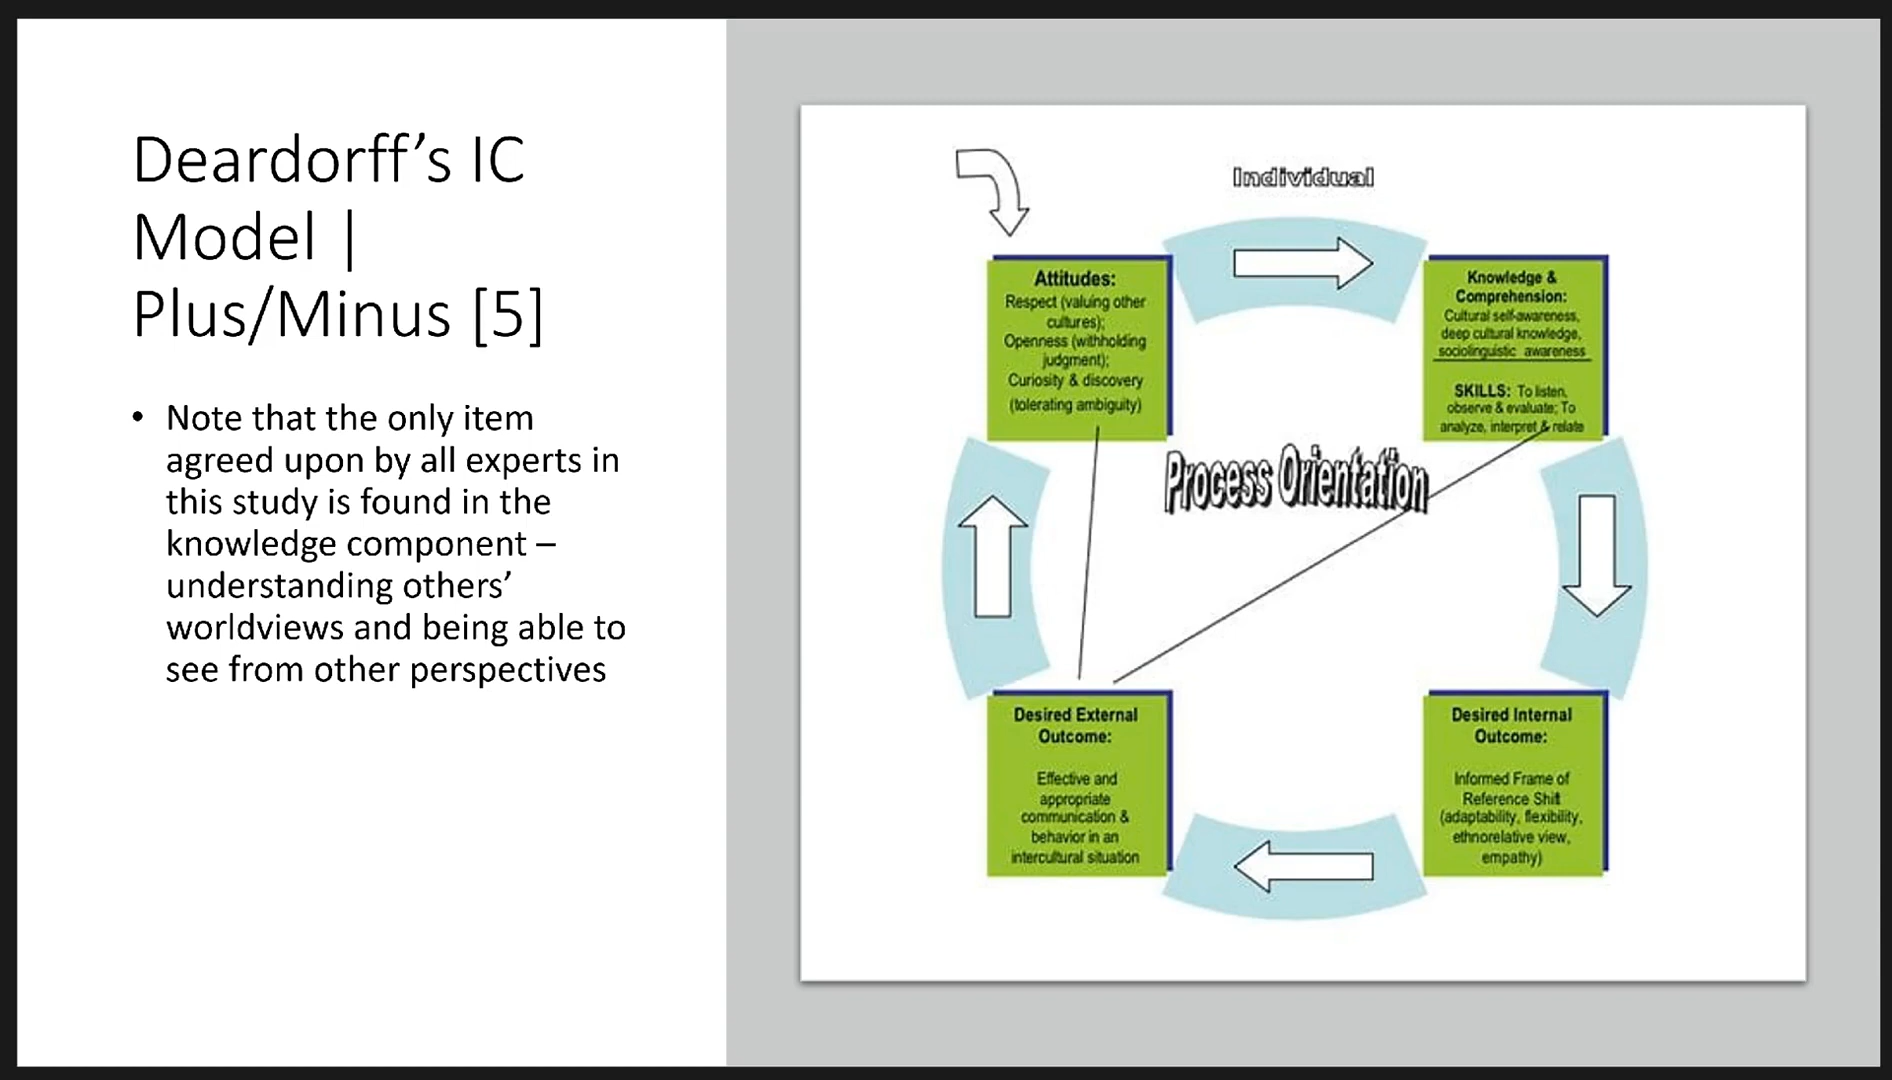 Deardorff’s IC
Model |
Plus/Minus [5]
• Note that the only item
agreed upon by all experts in
this study is found in the
knowledge component –
understanding others’
worldviews and being able to
see from other perspectives
Individual
Attitudes:
Respect (valuing other
cultures);
Openness (withholding
judgment);
Curiosity & discovery
(tolerating ambiguity)
Knowledge &
Comprehension:
Cultural self-awareness,
deep cultural knowledge,
sociolinguistic awareness
SKILLS: To listen,
observe & evaluate; To
analyze, interpret & relate
Process Orientation
Desired External
Outcome:
Effective and
appropriate
communication &
behavior in an
intercultural situation
Desired Internal
Outcome:
Informed Frame of
Reference Shift
(adaptability, flexibility,
ethnorelative view,
empathy)